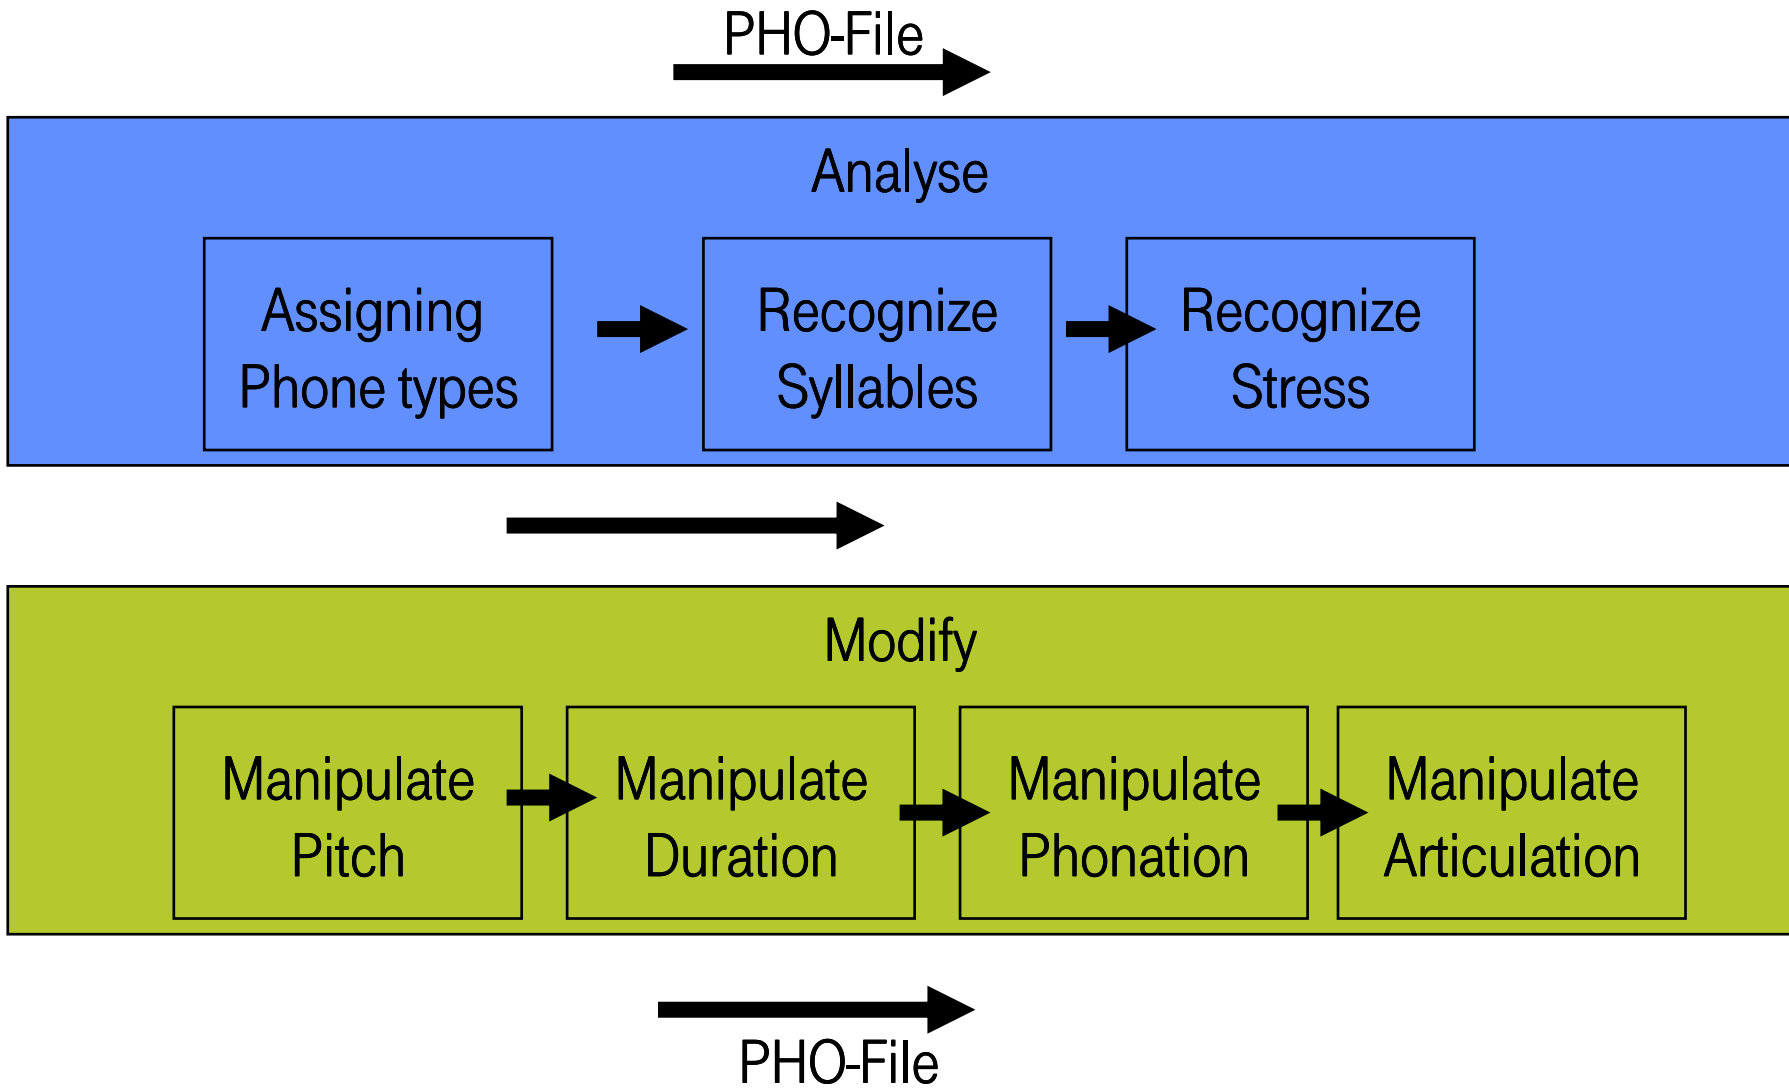 PHO-File
Analyse
Assigning
Phone types
Recognize
Syllables
Recognize
Stress
Modify
Manipulate
Pitch
Manipulate
Duration
Manipulate
Phonation
Manipulate
Articulation
PHO-File